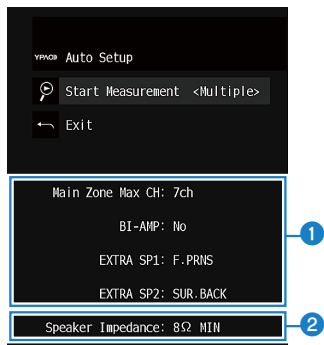 YPAO Auto Setup
Start Measurement <Multiple>
Exit
Main Zone Max CH: 7ch
BI-AMP: No
1
EXTRA SP1: F.PRNS
EXTRA SP2: SUR.BACK
Speaker Impedance: 8Ω MIN 2